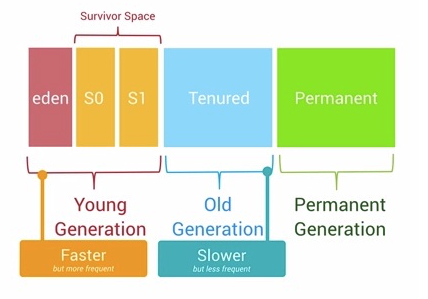 Survivor Space
eden
S0
S1
Tenured
Permanent
Young
Generation
Old
Generation
Permanent
Generation
Faster
but more frequent
Slower
but less frequent